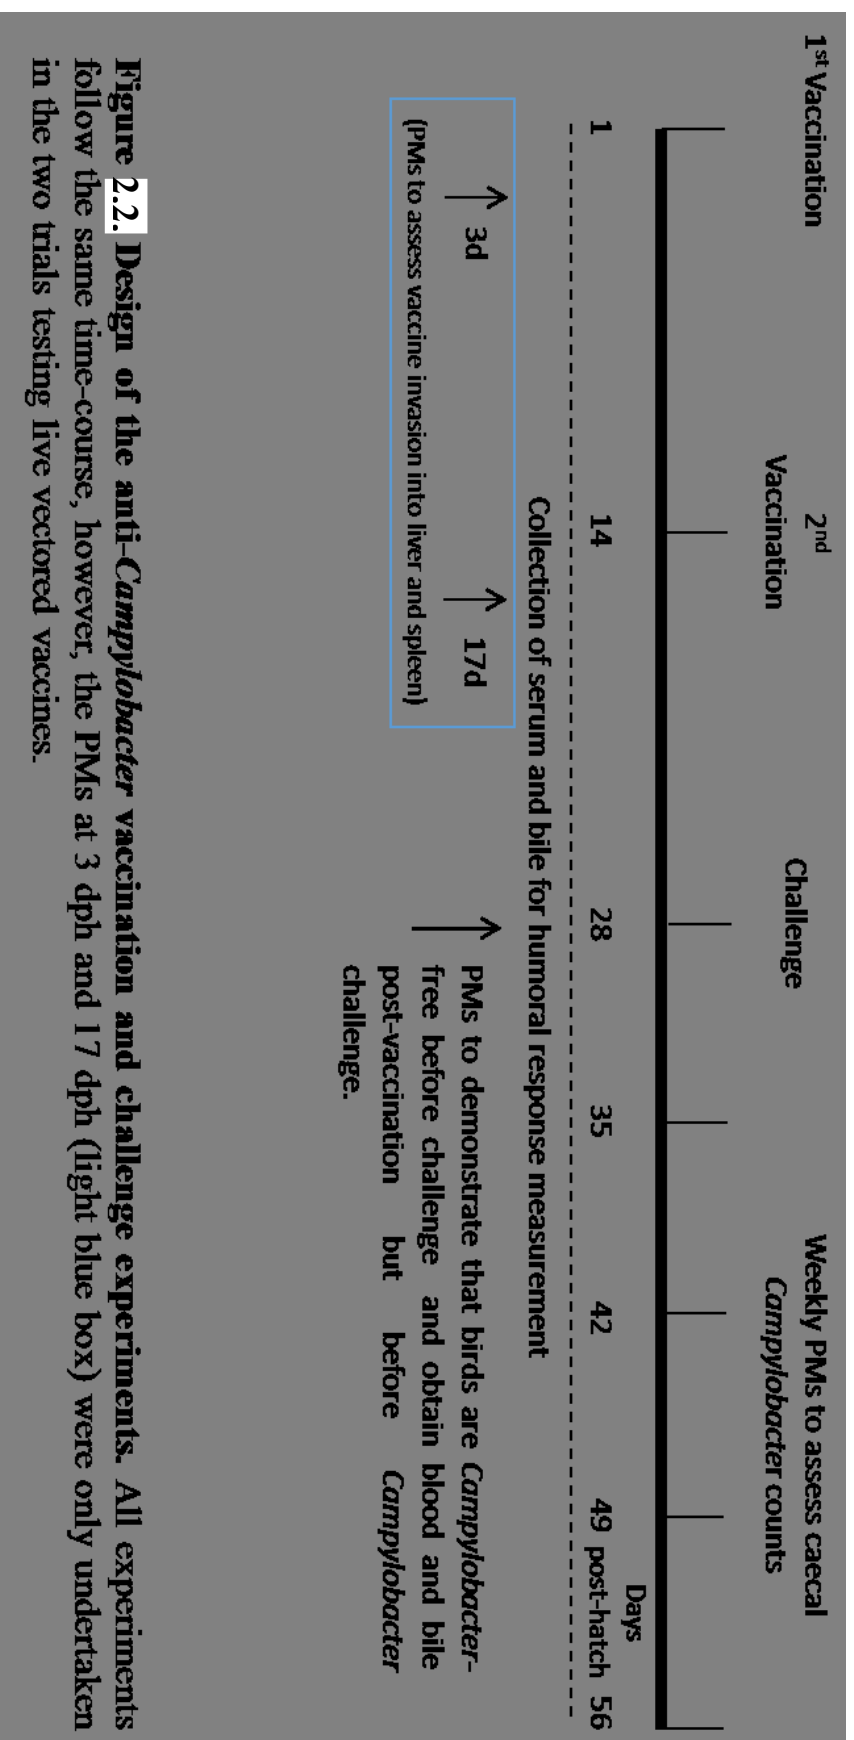 1st Vaccination
2nd
Vaccination
Challenge
Weekly PMs to assess caecal
Campylobacter counts
Days
1 14 28 35 42 49 post-hatch 56
Collection of serum and bile for humoral response measurement
3d 17d
(PMs to assess vaccine invasion into liver and spleen)
PMs to demonstrate that birds are Campylobacter-
free before challenge and obtain blood and bile
post-vaccination but before Campylobacter
challenge.
Figure 2.2. Design of the anti-Campylobacter vaccination and challenge experiments. All experiments
follow the same time-course, however, the PMs at 3 dph and 17 dph (light blue box) were only undertaken
in the two trials testing live vectored vaccines.